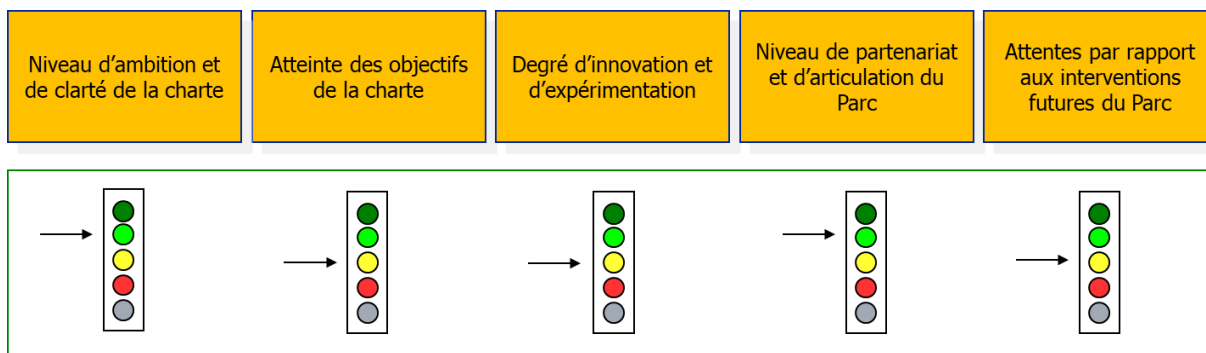 Niveau d’ambition et
de clarté de la charte
Atteinte des objectifs
de la charte
Degré d’innovation et
d’expérimentation
Niveau de partenariat
et d’articulation du
Parc
Attentes par rapport
aux interventions
futures du Parc